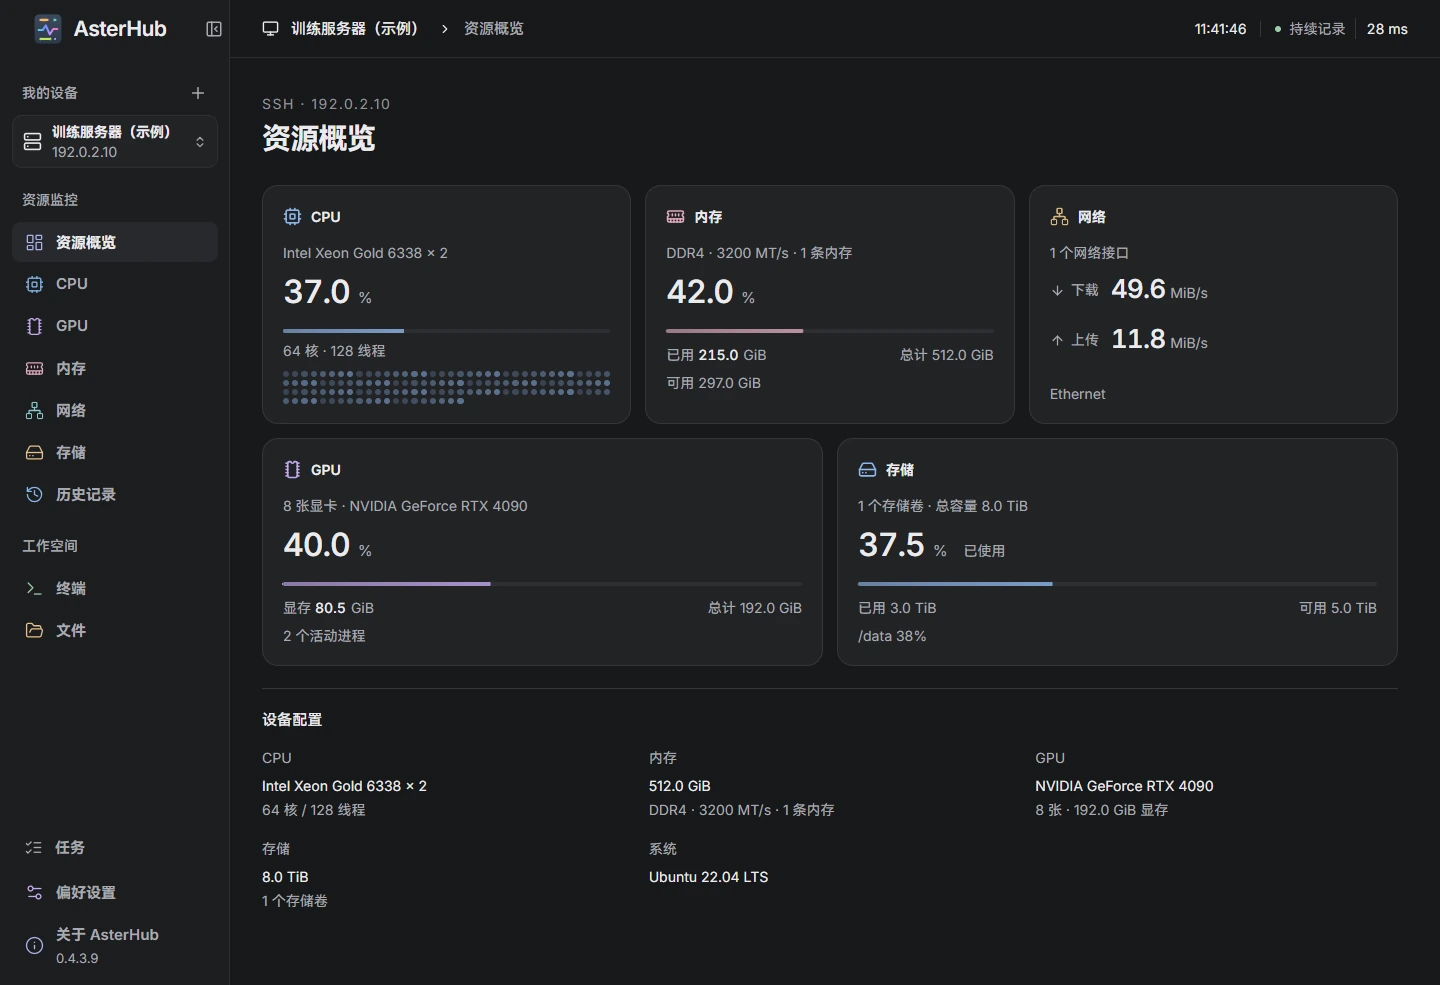 AsterHub
训练服务器（示例） › 资源概览
11:41:46
持续记录
28 ms
我的设备
训练服务器（示例）
192.0.2.10
资源监控
资源概览
CPU
GPU
内存
网络
存储
历史记录
工作空间
终端
文件
任务
偏好设置
关于 AsterHub
0.4.3.9
SSH · 192.0.2.10
资源概览
CPU
Intel Xeon Gold 6338 × 2
37.0 %
64 核 · 128 线程
内存
DDR4 · 3200 MT/s · 1 条内存
42.0 %
已用 215.0 GiB
总计 512.0 GiB
可用 297.0 GiB
网络
1 个网络接口
下载 49.6 MiB/s
上传 11.8 MiB/s
Ethernet
GPU
8 张显卡 · NVIDIA GeForce RTX 4090
40.0 %
显存 80.5 GiB
总计 192.0 GiB
2 个活动进程
存储
1 个存储卷 · 总容量 8.0 TiB
37.5 % 已使用
已用 3.0 TiB
可用 5.0 TiB
/data 38%
设备配置
CPU
Intel Xeon Gold 6338 × 2
64 核 / 128 线程
内存
512.0 GiB
DDR4 · 3200 MT/s · 1 条内存
GPU
NVIDIA GeForce RTX 4090
8 张 · 192.0 GiB 显存
存储
8.0 TiB
1 个存储卷
系统
Ubuntu 22.04 LTS